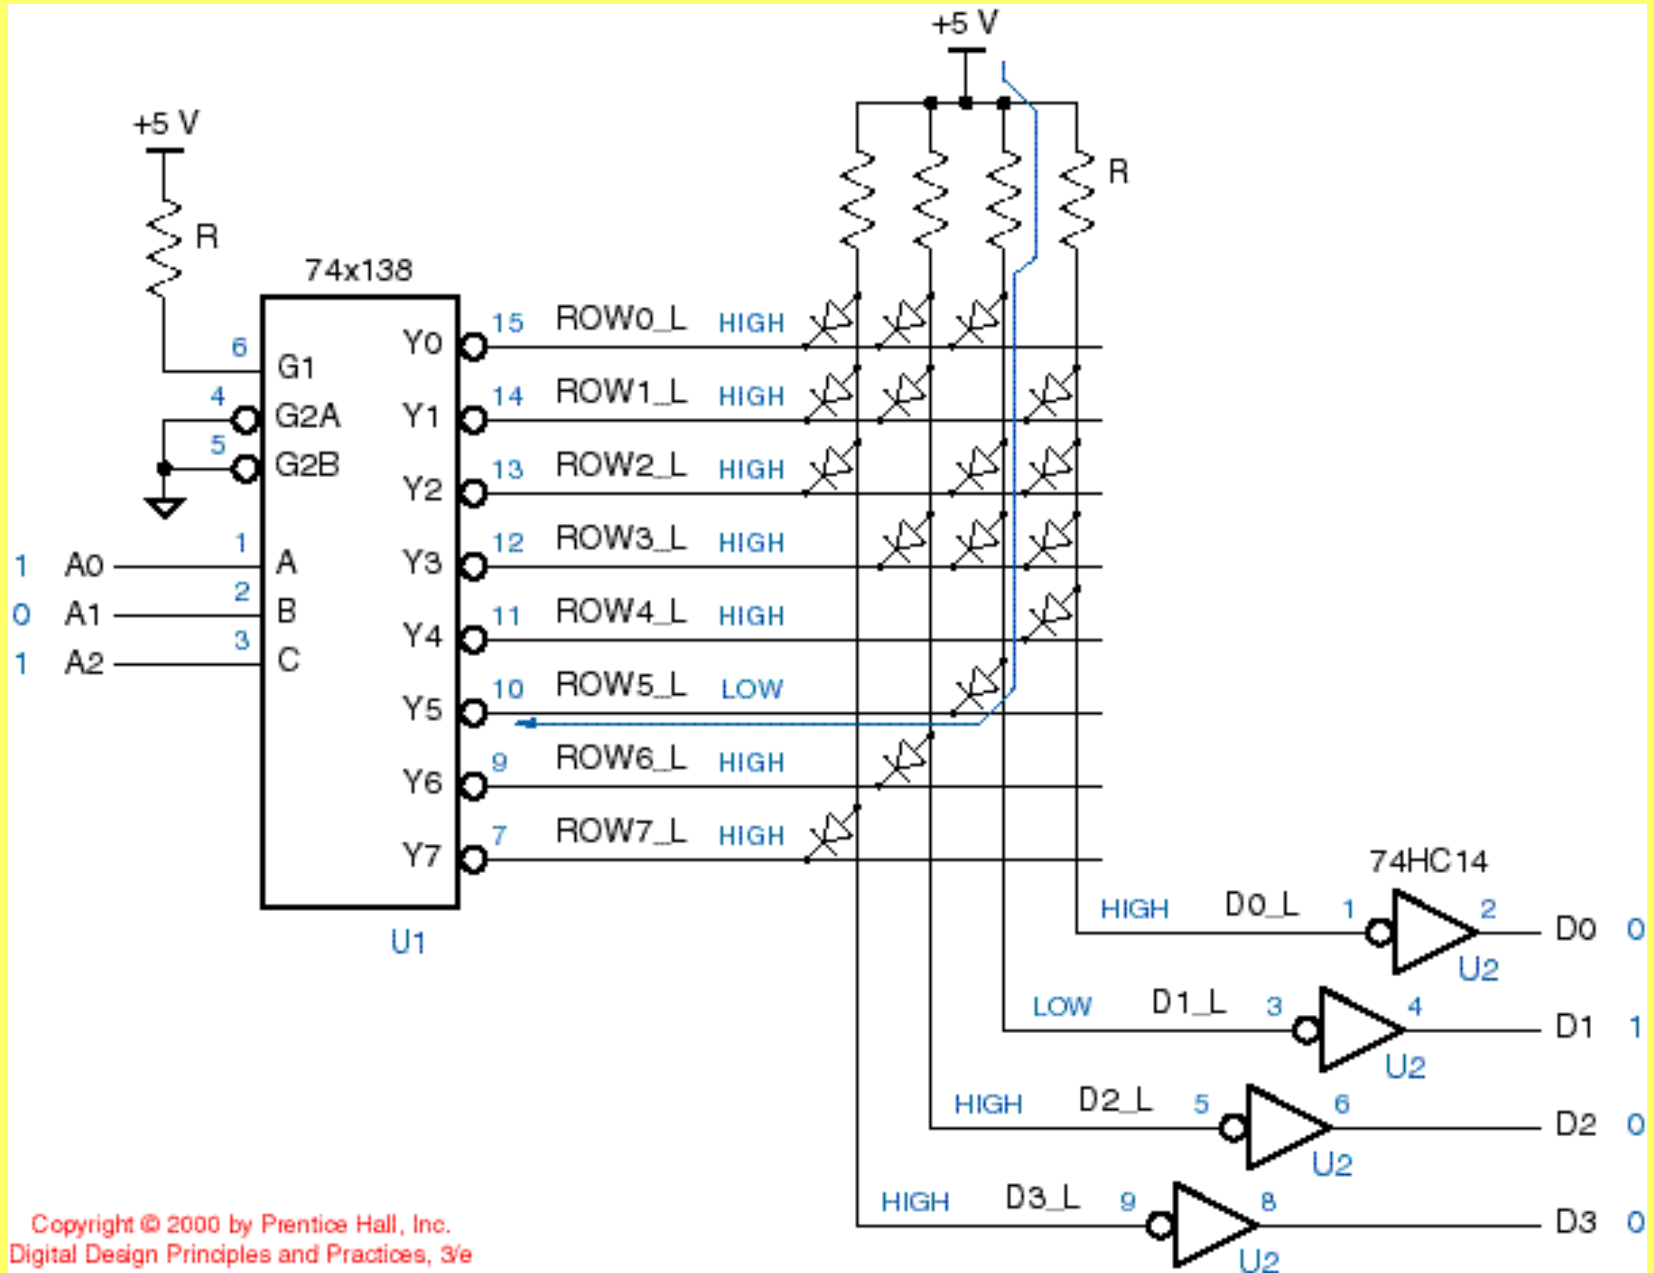 +5 V
+5 V
R
R
74x138
6 G1
4 G2A
5 G2B
1 A0 1 A
0 A1 2 B
1 A2 3 C
Y0 15 ROW0_L HIGH
Y1 14 ROW1_L HIGH
Y2 13 ROW2_L HIGH
Y3 12 ROW3_L HIGH
Y4 11 ROW4_L HIGH
Y5 10 ROW5_L LOW
Y6 9 ROW6_L HIGH
Y7 7 ROW7_L HIGH
U1
74HC14
HIGH D0_L 1 2 D0 0
U2
LOW D1_L 3 4 D1 1
U2
HIGH D2_L 5 6 D2 0
U2
HIGH D3_L 9 8 D3 0
U2
Copyright © 2000 by Prentice Hall, Inc.
Digital Design Principles and Practices, 3/e